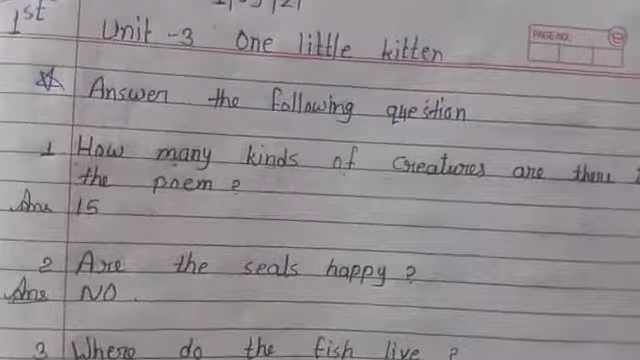 1st
Unit -3 One little kitten
PAGE NO.
Answer the following question
1 How many kinds of creatures are there
the poem ?
Ans 15
2 Are the seals happy ?
Ans NO.
3 Where do the fish live ?